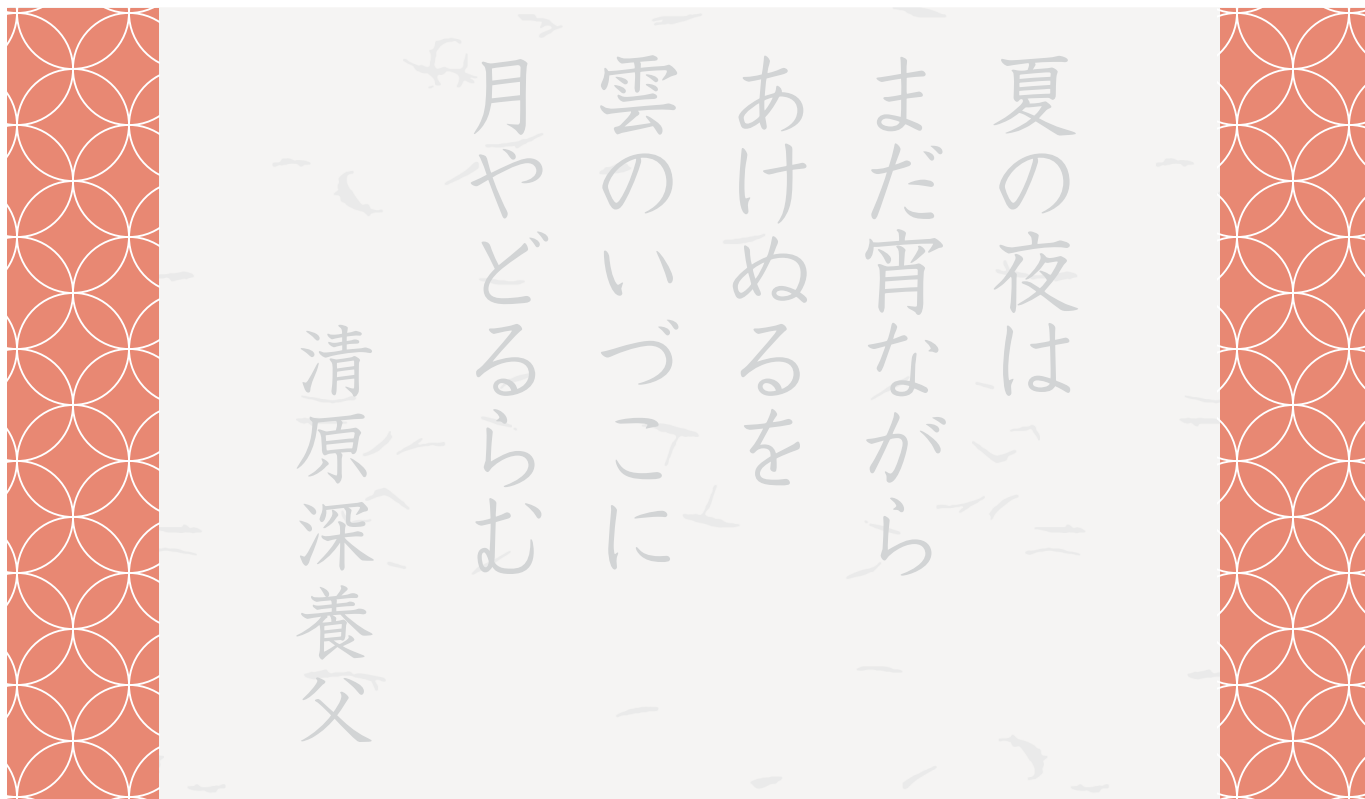 夏の夜は
まだ宵ながら
あけぬるを
雲のいづこに
月やどるらむ
清原深養父